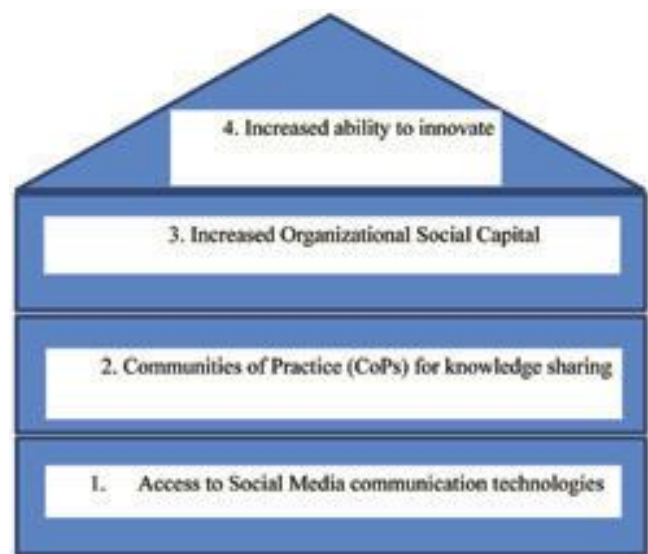 4. Increased ability to innovate
3. Increased Organizational Social Capital
2. Communities of Practice (CoPs) for knowledge sharing
1. Access to Social Media communication technologies